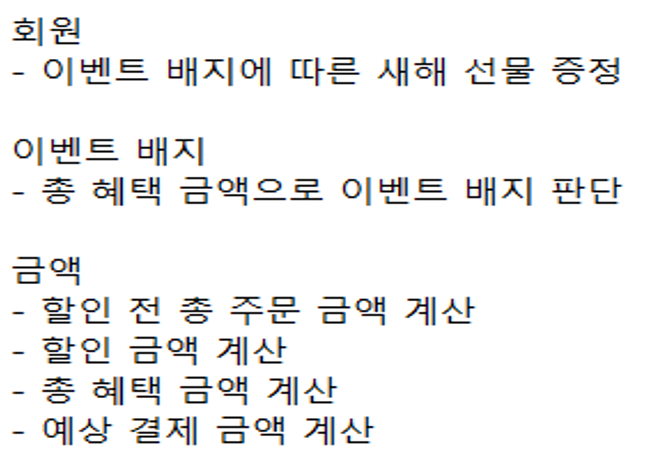 회원
- 이벤트 배지에 따른 새해 선물 증정
이벤트 배지
- 총 혜택 금액으로 이벤트 배지 판단
금액
- 할인 전 총 주문 금액 계산
- 할인 금액 계산
- 총 혜택 금액 계산
- 예상 결제 금액 계산